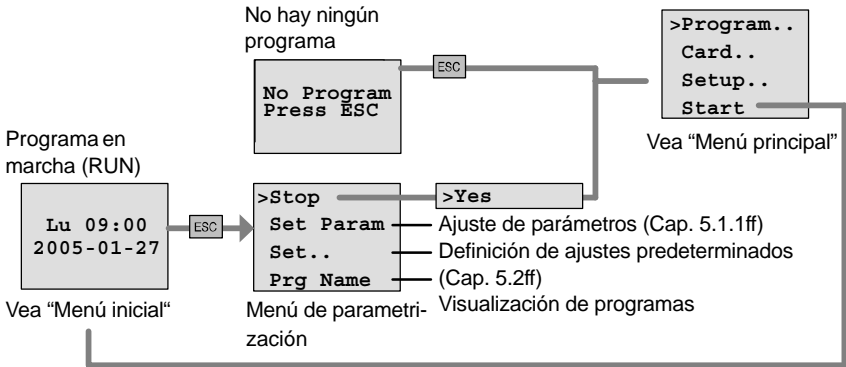 No hay ningún
programa
No Program
Press ESC
ESC
>Program..
Card..
Setup..
Start
Vea “Menú principal”
Programa en
marcha (RUN)
Lu 09:00
2005-01-27
ESC
Vea “Menú inicial“
>Stop
Set Param
Set..
Prg Name
Menú de parametri-
zación
>Yes
Ajuste de parámetros (Cap. 5.1.1ff)
Definición de ajustes predeterminados
(Cap. 5.2ff)
Visualización de programas